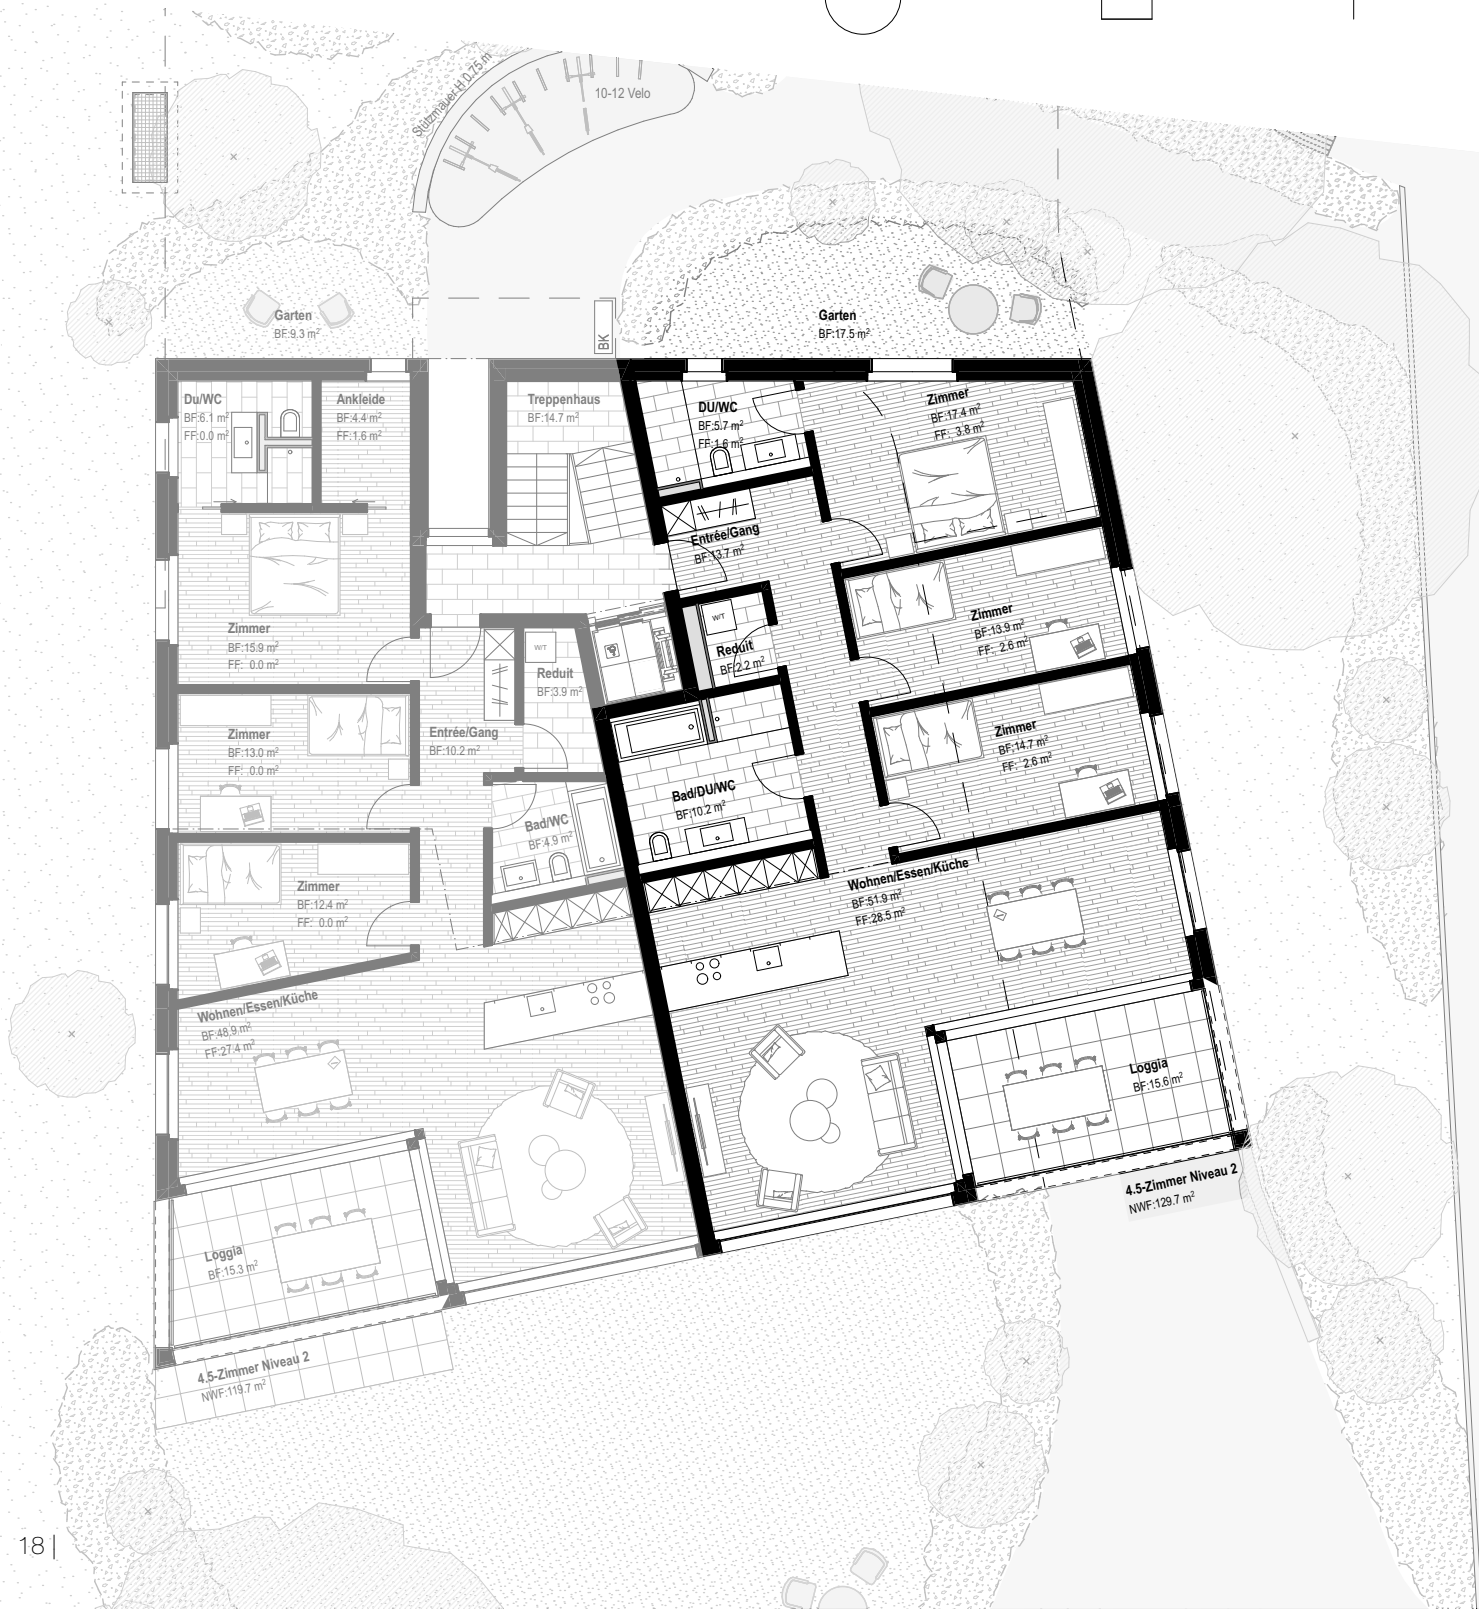 Stützmauer H 0.75 m
10-12 Velo
Garten
BF:9.3 m²
BK
Garten
BF:17.5 m²
Du/WC
BF:6.1 m²
FF:0.0 m²
Ankleide
BF:4.4 m²
FF:1.6 m²
Treppenhaus
BF:14.7 m²
DU/WC
BF:5.7 m²
FF:1.6 m²
Zimmer
BF:17.4 m²
FF: 3.8 m²
Entrée/Gang
BF:13.7 m²
Zimmer
BF:15.9 m²
FF: 0.0 m²
W/T
Reduit
BF:3.9 m²
W/T
Reduit
BF:2.2 m²
Zimmer
BF:13.9 m²
FF: 2.6 m²
Zimmer
BF:13.0 m²
FF: 0.0 m²
Entrée/Gang
BF:10.2 m²
Zimmer
BF:14.7 m²
FF: 2.6 m²
Bad/DU/WC
BF:10.2 m²
Bad/WC
BF:4.9 m²
Zimmer
BF:12.4 m²
FF: 0.0 m²
Wohnen/Essen/Küche
BF:51.9 m²
FF:28.5 m²
Wohnen/Essen/Küche
BF:48.9 m²
FF:27.4 m²
Loggia
BF:15.6 m²
4.5-Zimmer Niveau 2
NWF:129.7 m²
Loggia
BF:15.3 m²
4.5-Zimmer Niveau 2
NWF:119.7 m²
18 |